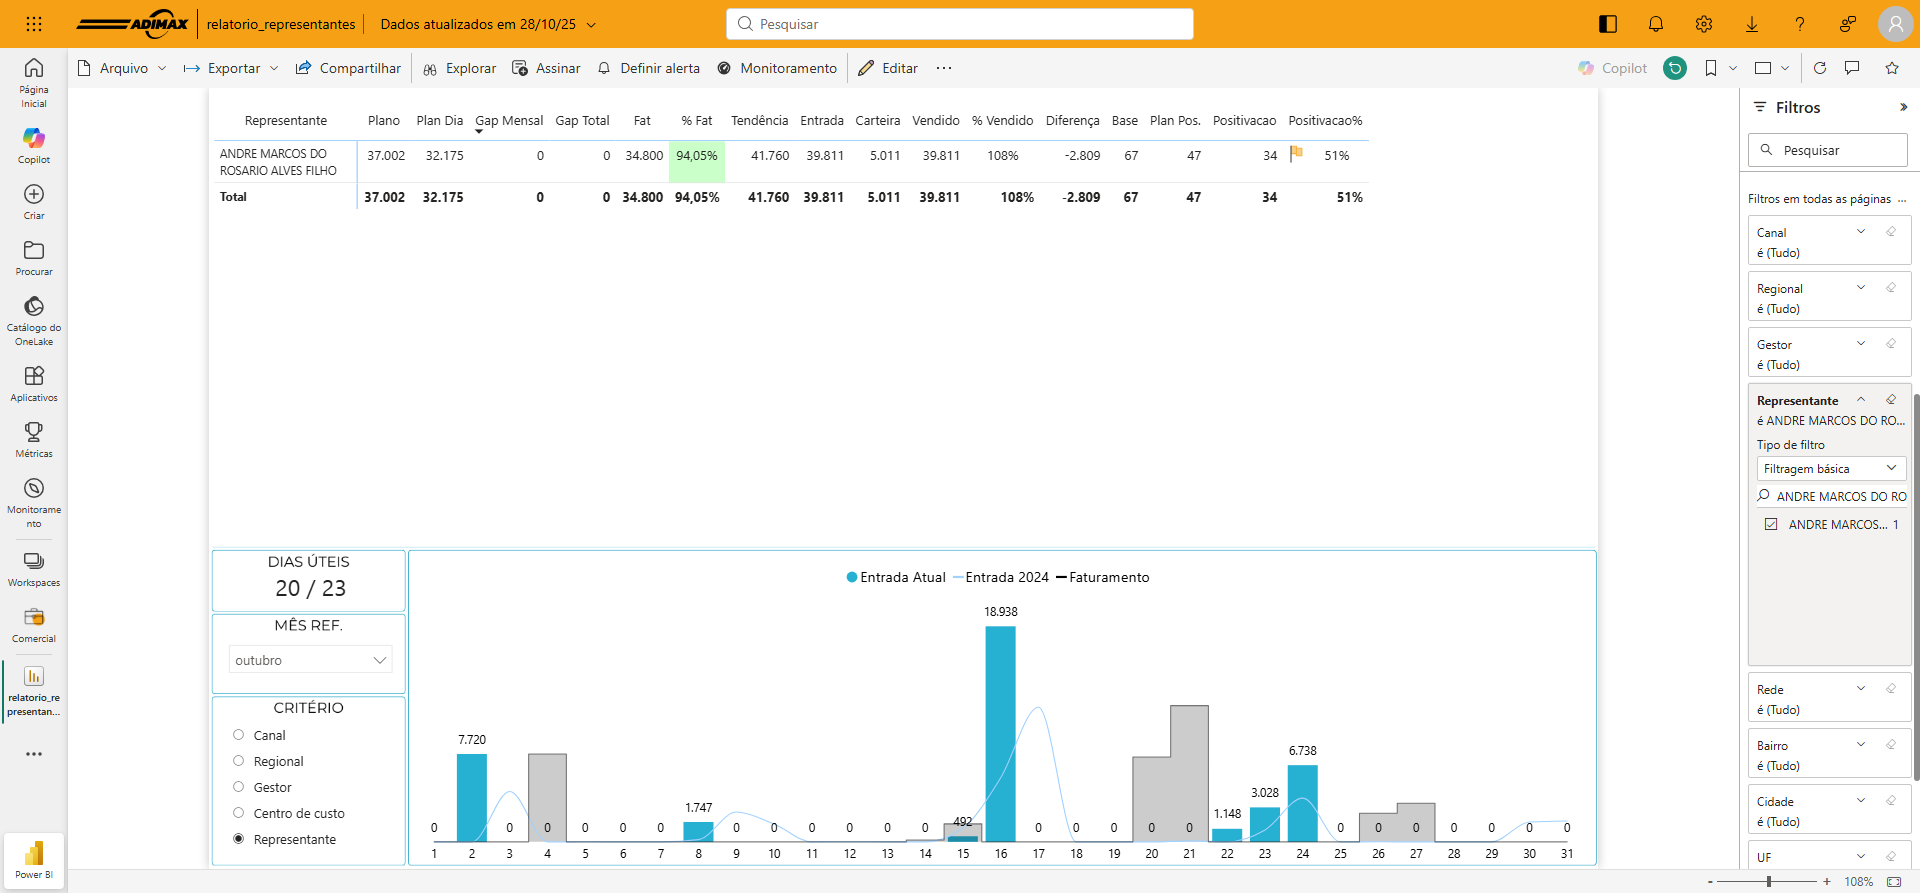 ADIMAX
relatorio_representantes
Dados atualizados em 28/10/25
Pesquisar
Arquivo
Exportar
Compartilhar
Explorar
Assinar
Definir alerta
Monitoramento
Editar
Copilot
Página Inicial
Copilot
Criar
Procurar
Catálogo do OneLake
Aplicativos
Métricas
Monitorame
nto
Workspaces
Comercial
relatorio_re
presentan...
Power BI
Representante Plano Plan Dia Gap Mensal Gap Total Fat % Fat Tendência Entrada Carteira Vendido % Vendido Diferença Base Plan Pos. Positivacao Positivacao%
ANDRE MARCOS DO ROSARIO ALVES FILHO 37.002 32.175 0 0 34.800 94,05% 41.760 39.811 5.011 39.811 108% -2.809 67 47 34 51%
Total 37.002 32.175 0 0 34.800 94,05% 41.760 39.811 5.011 39.811 108% -2.809 67 47 34 51%
DIAS ÚTEIS
20 / 23
MÊS REF.
outubro
CRITÉRIO
Canal
Regional
Gestor
Centro de custo
Representante
Entrada Atual Entrada 2024 Faturamento
18.938
7.720
6.738
3.028
1.747
1.148
492
0 0 0 0 0 0 0 0 0 0 0 0 0 0 0 0 0 0 0 0 0 0 0
1 2 3 4 5 6 7 8 9 10 11 12 13 14 15 16 17 18 19 20 21 22 23 24 25 26 27 28 29 30 31
Filtros
Pesquisar
Filtros em todas as páginas ...
Canal
é (Tudo)
Regional
é (Tudo)
Gestor
é (Tudo)
Representante
é ANDRE MARCOS DO RO...
Tipo de filtro
Filtragem básica
ANDRE MARCOS DO RO
ANDRE MARCOS... 1
Rede
é (Tudo)
Bairro
é (Tudo)
Cidade
é (Tudo)
UF
- + 108%